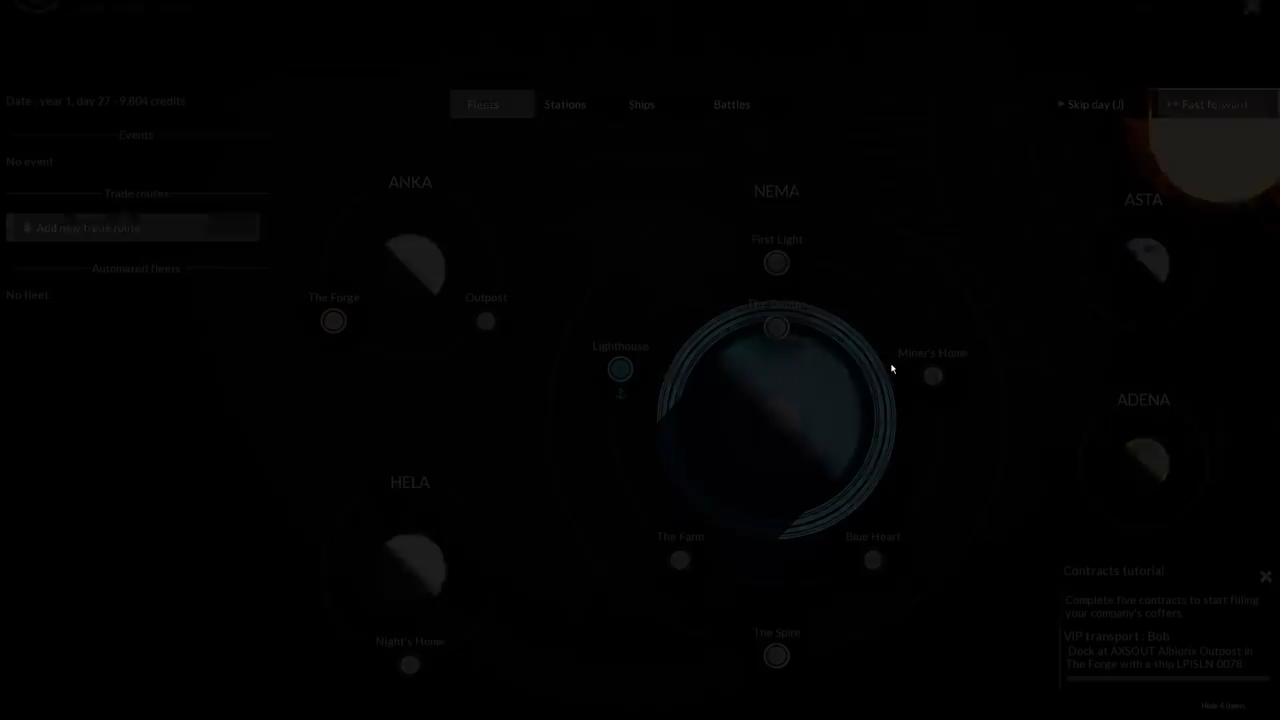 Date - year 1, day 27 - 9,804 credits
Fleets
Stations
Ships
Battles
Skip day (J)
Fast forward
Events
No event
Trade routes
Add new trade route
Automated fleets
No fleet
ANKA
The Forge
Outpost
HELA
Night's Home
NEMA
First Light
Lighthouse
Miner's Home
The Farm
Blue Heart
The Spire
ASTA
ADENA
Contracts tutorial
Complete five contracts to start filling
your company's coffers
VIP transport : Bob
Dock at AXSOUT Albionix Outpost in
The Forge with a ship LPISLN 0078